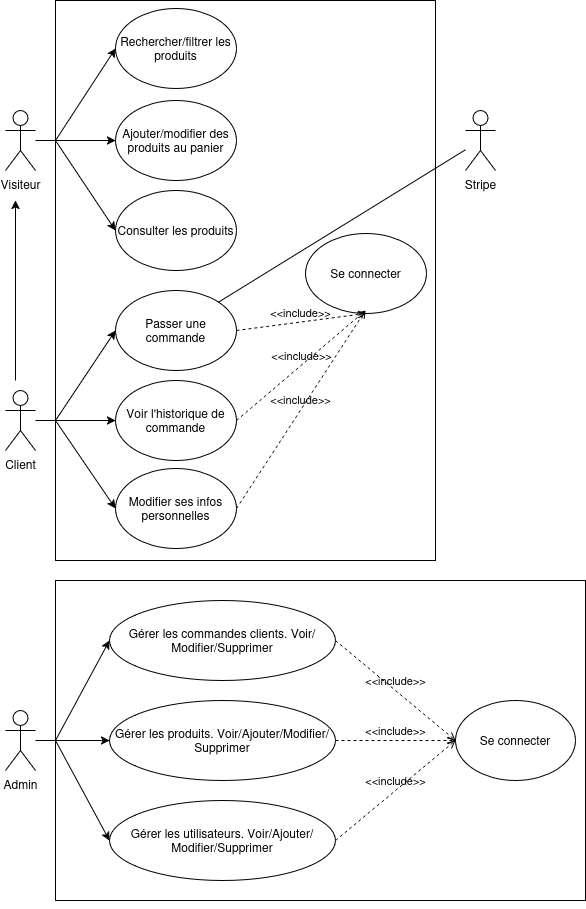 Rechercher/filtrer les
produits
Ajouter/modifier des
produits au panier
Visiteur
Stripe
Consulter les produits
Se connecter
<<include>>
Passer une
commande
<<include>>
<<include>>
Voir l'historique de
commande
Client
Modifier ses infos
personnelles
Gérer les commandes clients. Voir/
Modifier/Supprimer
<<include>>
Gérer les produits. Voir/Ajouter/Modifier/
Supprimer
<<include>>
Se connecter
Admin
<<include>>
Gérer les utilisateurs. Voir/Ajouter/
Modifier/Supprimer